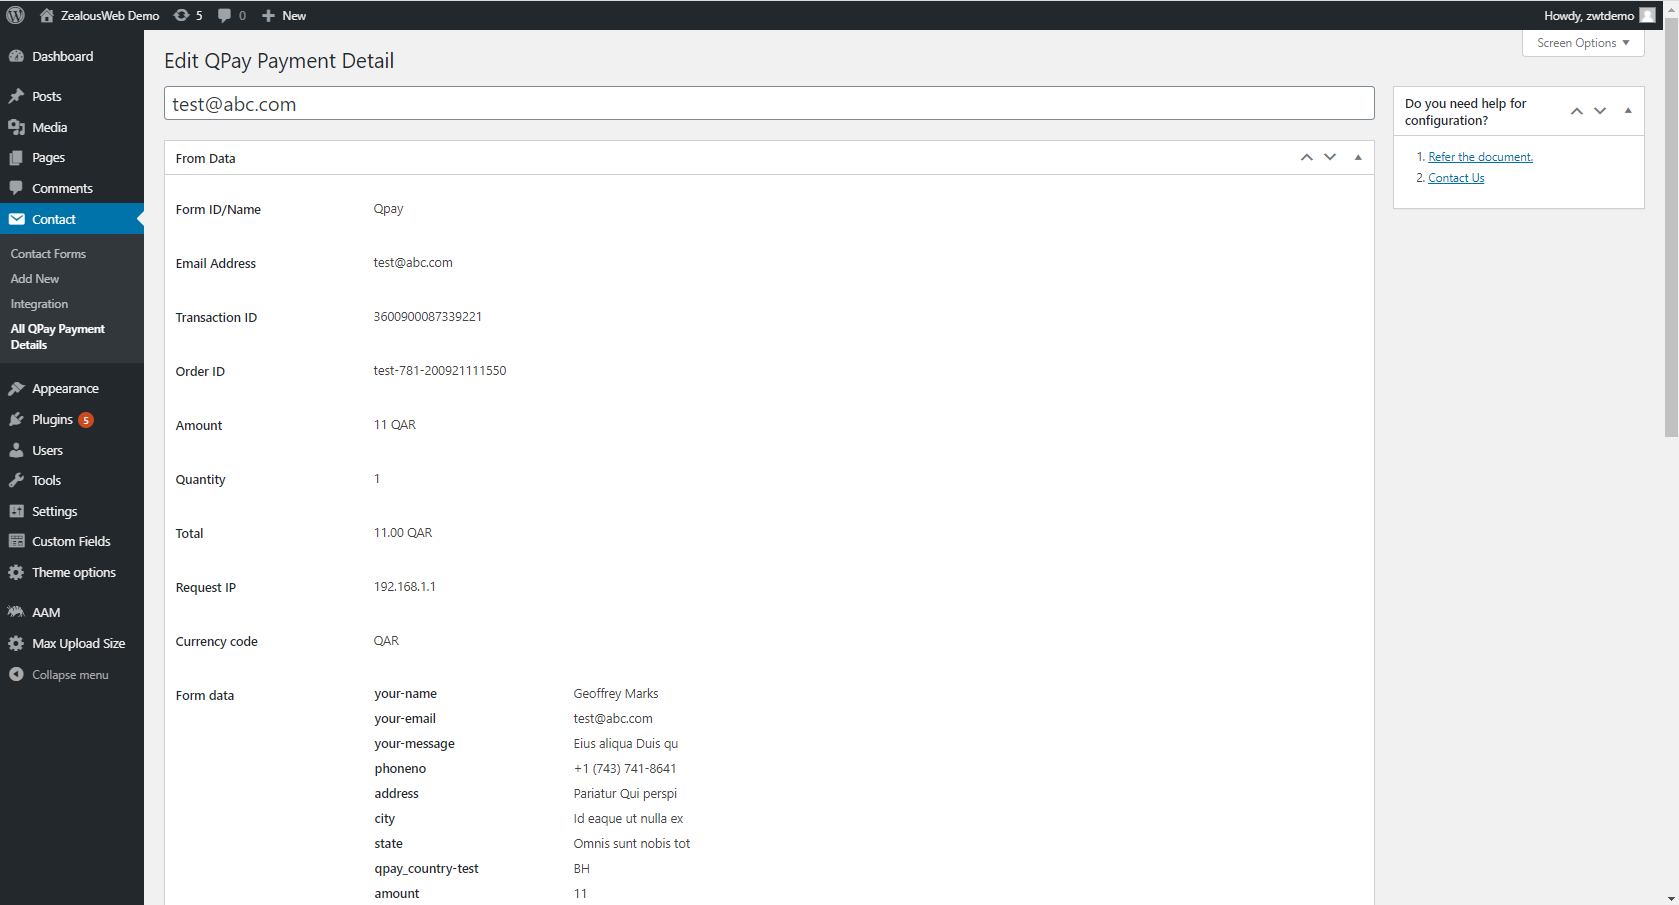 ZealousWeb Demo 5 0 New Howdy, zwtdemo
Screen Options
Dashboard
Posts
Media
Pages
Comments
Contact
Contact Forms
Add New
Integration
All QPay Payment
Details
Appearance
Plugins 5
Users
Tools
Settings
Custom Fields
Theme options
AAM
Max Upload Size
Collapse menu
Edit QPay Payment Detail
test@abc.com
From Data
Form ID/Name Qpay
Email Address test@abc.com
Transaction ID 3600900087339221
Order ID test-781-200921111550
Amount 11 QAR
Quantity 1
Total 11.00 QAR
Request IP 192.168.1.1
Currency code QAR
Form data
your-name Geoffrey Marks
your-email test@abc.com
your-message Eius aliqua Duis qu
phoneno +1 (743) 741-8641
address Pariatur Qui perspi
city Id eaque ut nulla ex
state Omnis sunt nobis tot
qpay_country-test BH
amount 11
Do you need help for
configuration?
1. Refer the document.
2. Contact Us